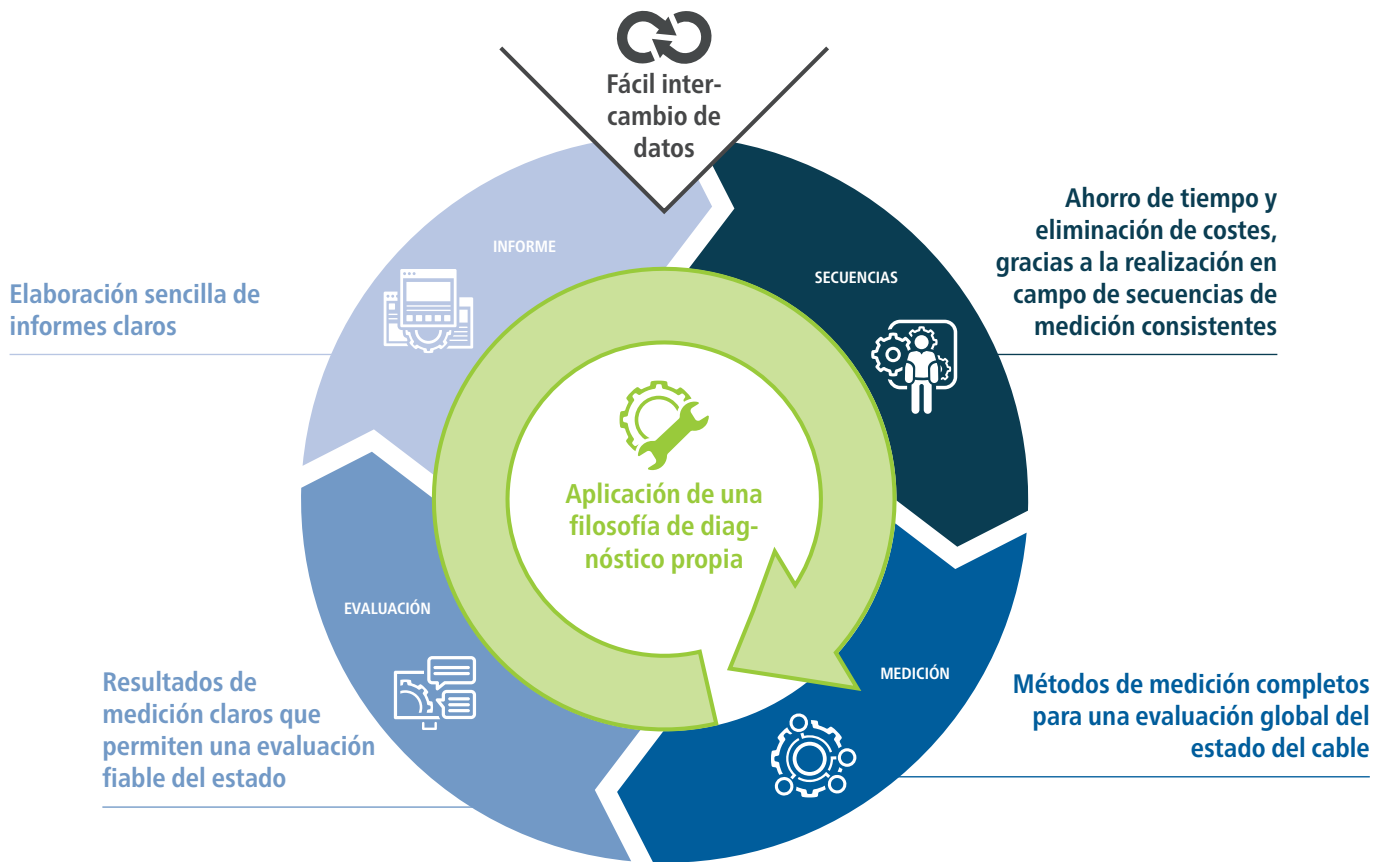 Fácil inter-
cambio de
datos
INFORME
Elaboración sencilla de
informes claros
SECUENCIAS
Ahorro de tiempo y
eliminación de costes,
gracias a la realización en
campo de secuencias de
medición consistentes
Aplicación de una
filosofía de diag-
nóstico propia
EVALUACIÓN
Resultados de
medición claros que
permiten una evaluación
fiable del estado
MEDICIÓN
Métodos de medición completos
para una evaluación global del
estado del cable